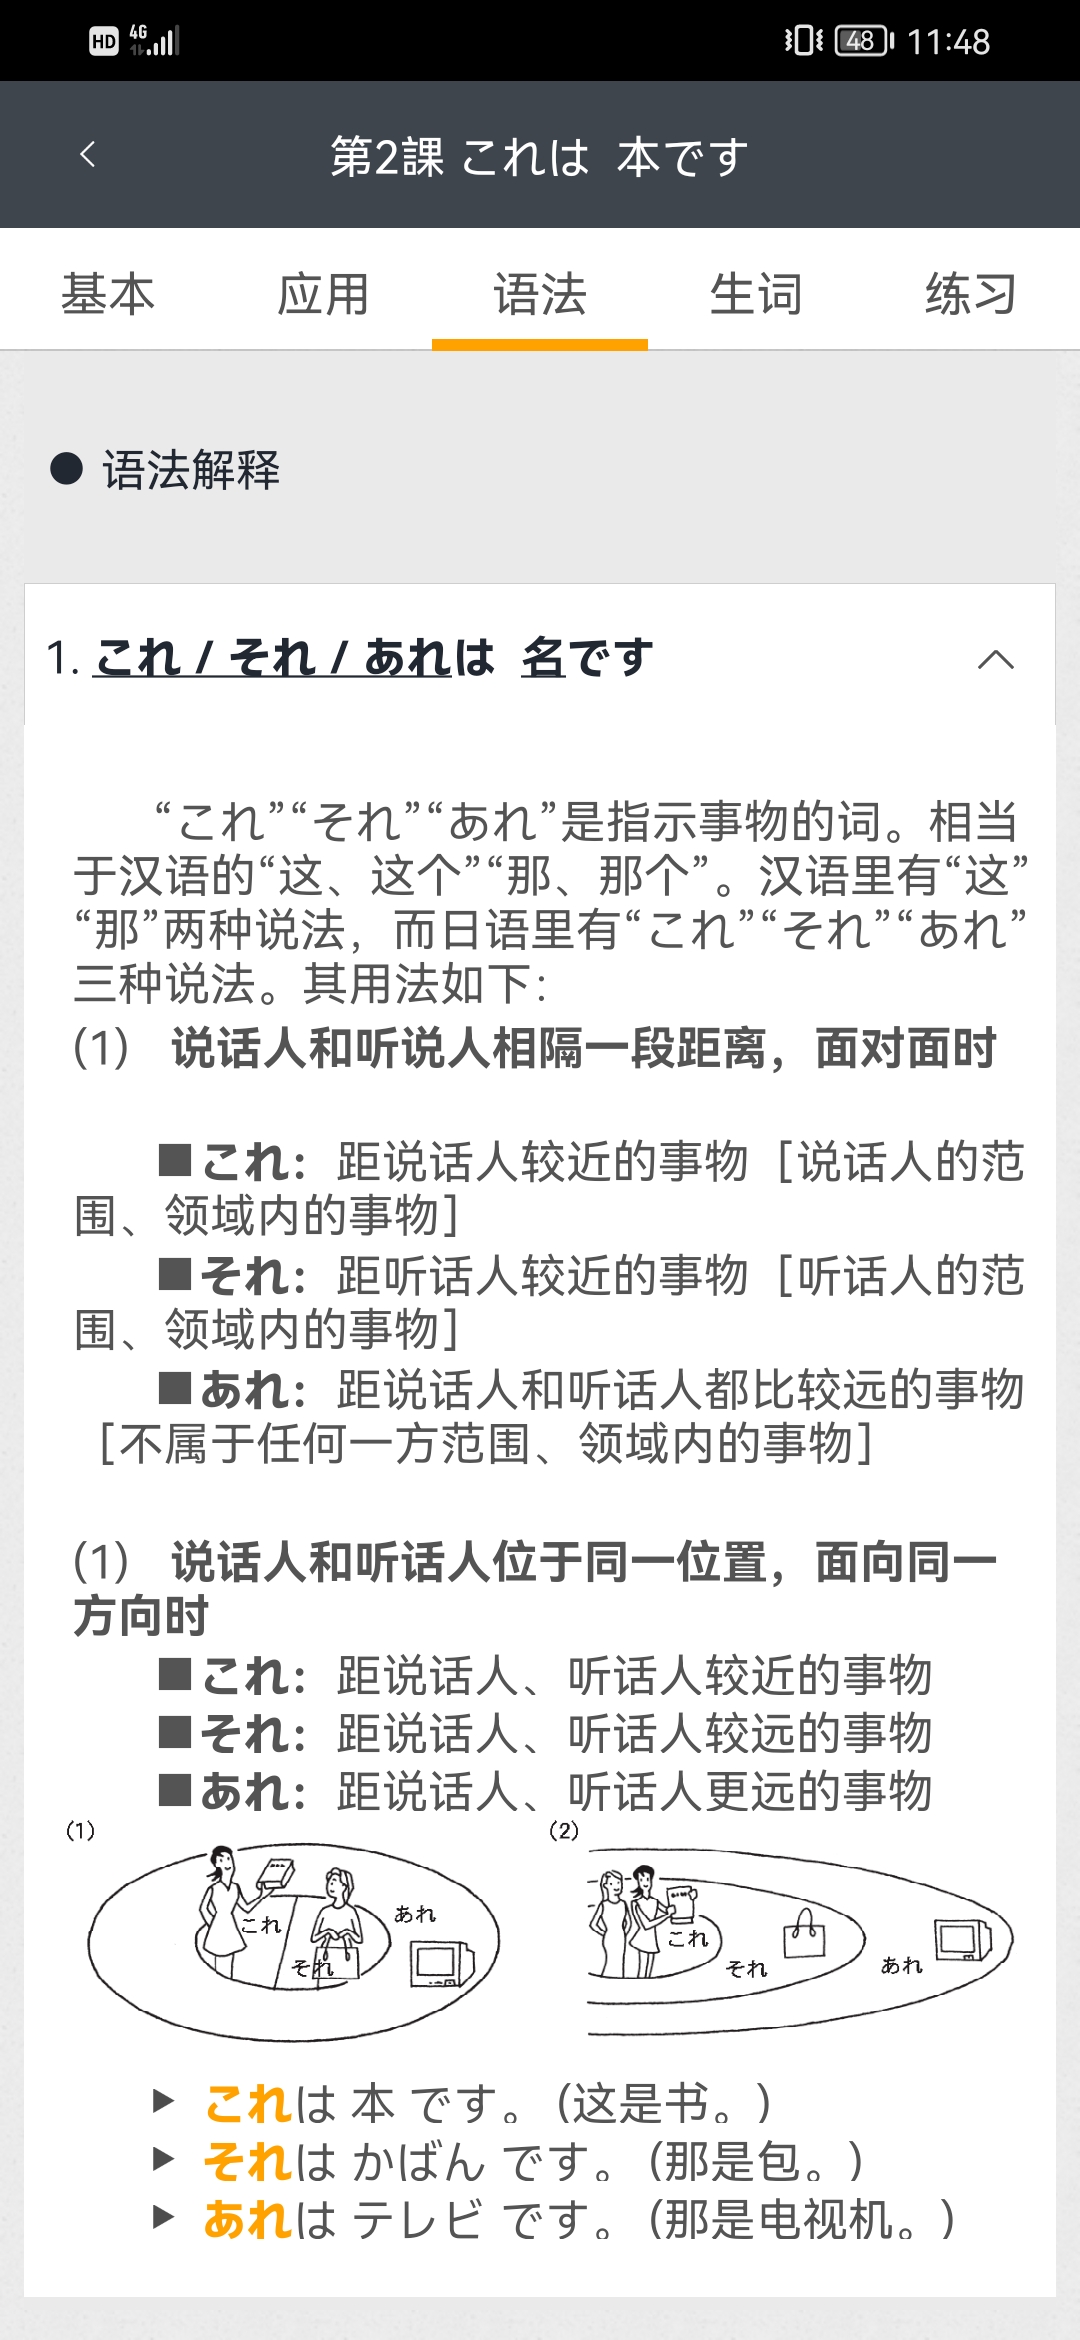 HD 4G 48 11:48
第2課 これは 本です
基本 应用 语法 生词 练习
● 语法解释
1. これ / それ / あれは 名です
“これ”“それ”“あれ”是指示事物的词。相当
于汉语的“这、这个”“那、那个”。汉语里有“这”
“那”两种说法，而日语里有“これ”“それ”“あれ”
三种说法。其用法如下：
(1) 说话人和听说人相隔一段距离，面对面时
■これ：距说话人较近的事物［说话人的范
围、领域内的事物］
■それ：距听话人较近的事物［听话人的范
围、领域内的事物］
■あれ：距说话人和听话人都比较远的事物
［不属于任何一方范围、领域内的事物］
(1) 说话人和听话人位于同一位置，面向同一
方向时
■これ：距说话人、听话人较近的事物
■それ：距说话人、听话人较远的事物
■あれ：距说话人、听话人更远的事物
(1)
これ
それ
あれ
(2)
これ
それ
あれ
▶ これは 本 です。（这是书。）
▶ それは かばん です。（那是包。）
▶ あれは テレビ です。（那是电视机。）